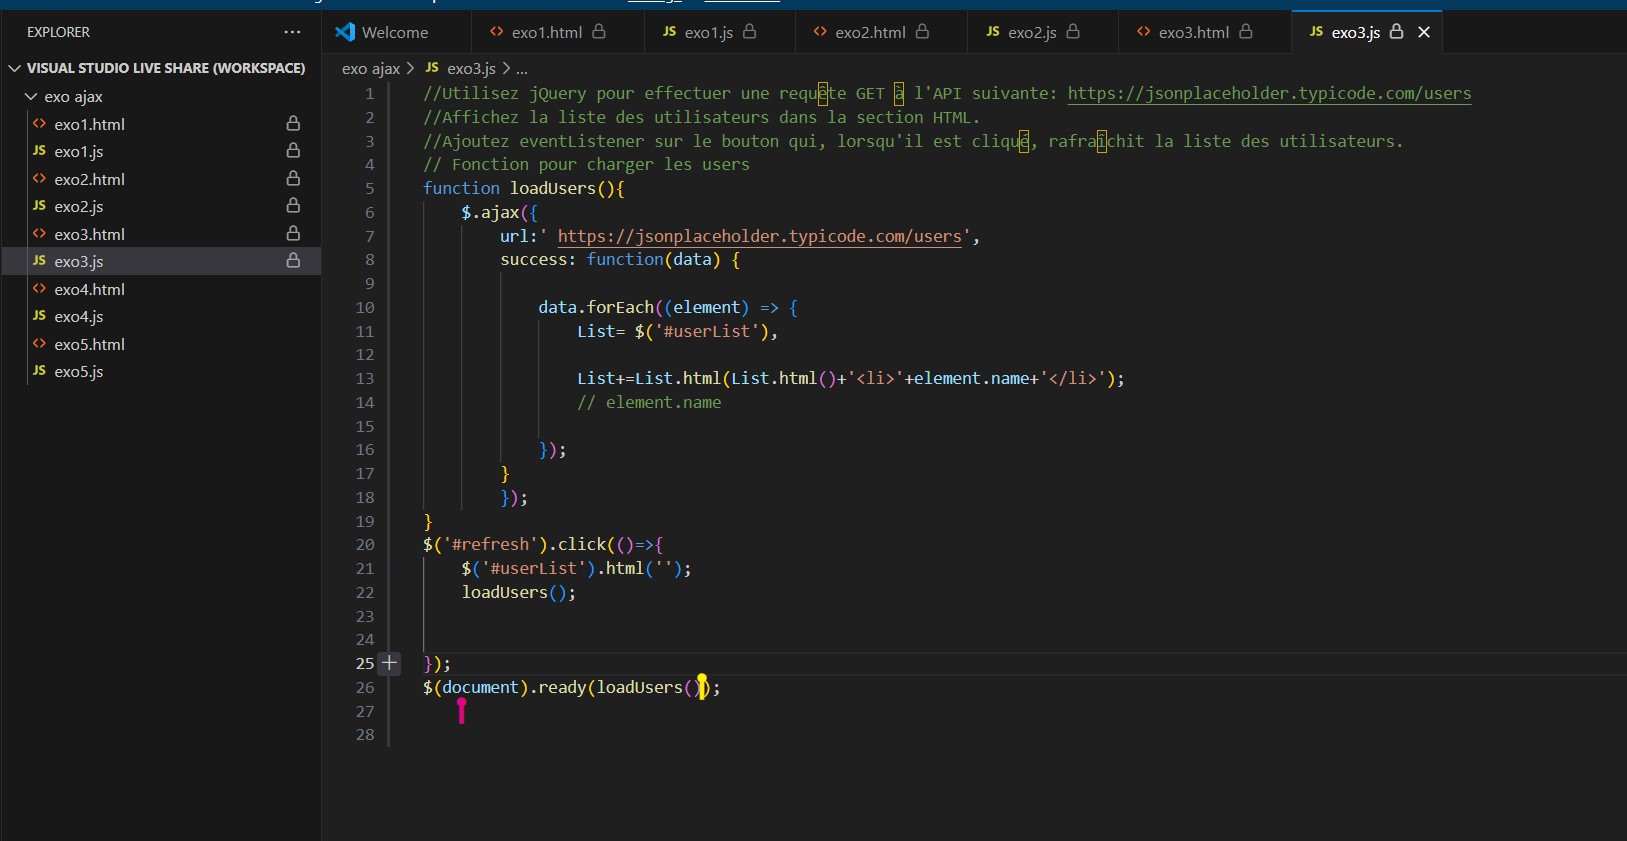 EXPLORER ...
VISUAL STUDIO LIVE SHARE (WORKSPACE)
exo ajax
<> exo1.html
JS exo1.js
<> exo2.html
JS exo2.js
<> exo3.html
JS exo3.js
<> exo4.html
JS exo4.js
<> exo5.html
JS exo5.js
Welcome <> exo1.html JS exo1.js <> exo2.html JS exo2.js <> exo3.html JS exo3.js
exo ajax > JS exo3.js > ...
1 //Utilisez jQuery pour effectuer une requête GET à l'API suivante: https://jsonplaceholder.typicode.com/users
2 //Affichez la liste des utilisateurs dans la section HTML.
3 //Ajoutez eventListener sur le bouton qui, lorsqu'il est cliqué, rafraîchit la liste des utilisateurs.
4 // Fonction pour charger les users
5 function loadUsers(){
6 $.ajax({
7 url:' https://jsonplaceholder.typicode.com/users',
8 success: function(data) {
9
10 data.forEach((element) => {
11 List= $('#userList'),
12
13 List+=List.html(List.html()+'<li>'+element.name+'</li>');
14 // element.name
15
16 });
17 }
18 });
19 }
20 $('#refresh').click(()=>{
21 $('#userList').html('');
22 loadUsers();
23
24
25 });
26 $(document).ready(loadUsers());
27
28